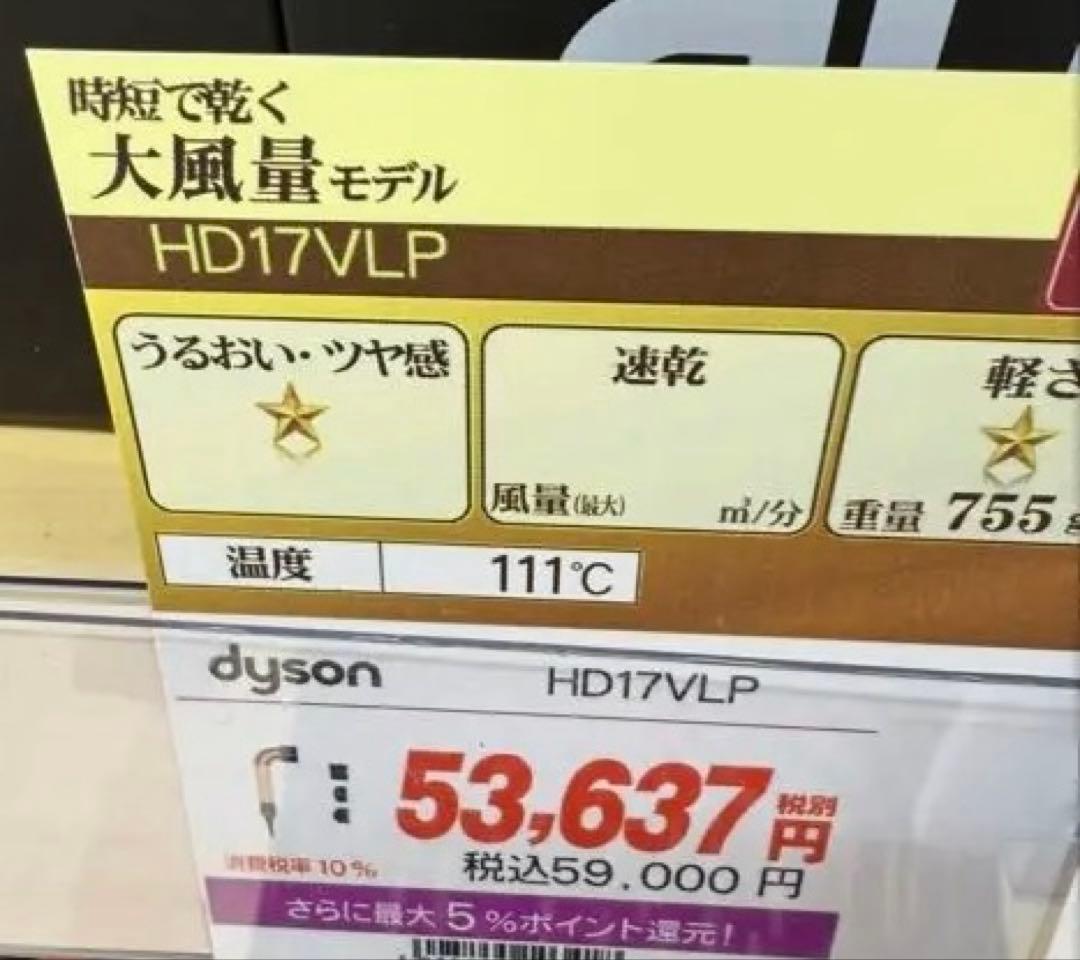 時短で乾く
大風量モデル
HD17VLP
うるおい・ツヤ感
速乾
風量(最大) ㎥/分
軽さ
重量 755g
温度 111℃
dyson HD17VLP
53,637 税別 円
消費税率10% 税込59.000円
さらに最大5%ポイント還元!